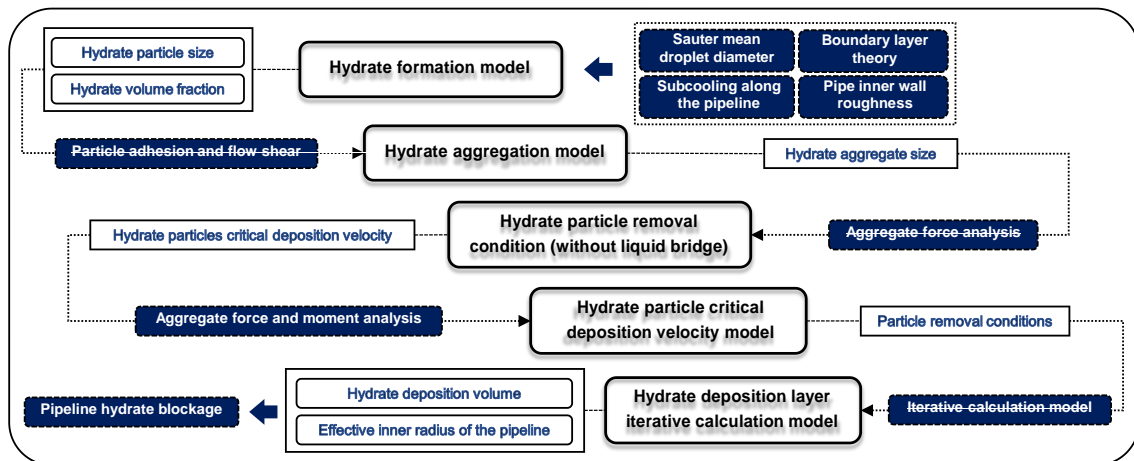 Hydrate particle size
Hydrate volume fraction
Hydrate formation model
Sauter mean
droplet diameter
Boundary layer
theory
Subcooling along
the pipeline
Pipe inner wall
roughness
Particle adhesion and flow shear
Hydrate aggregation model
Hydrate aggregate size
Hydrate particles critical deposition velocity
Hydrate particle removal
condition (without liquid bridge)
Aggregate force analysis
Aggregate force and moment analysis
Hydrate particle critical
deposition velocity model
Particle removal conditions
Pipeline hydrate blockage
Hydrate deposition volume
Effective inner radius of the pipeline
Hydrate deposition layer
iterative calculation model
Iterative calculation model